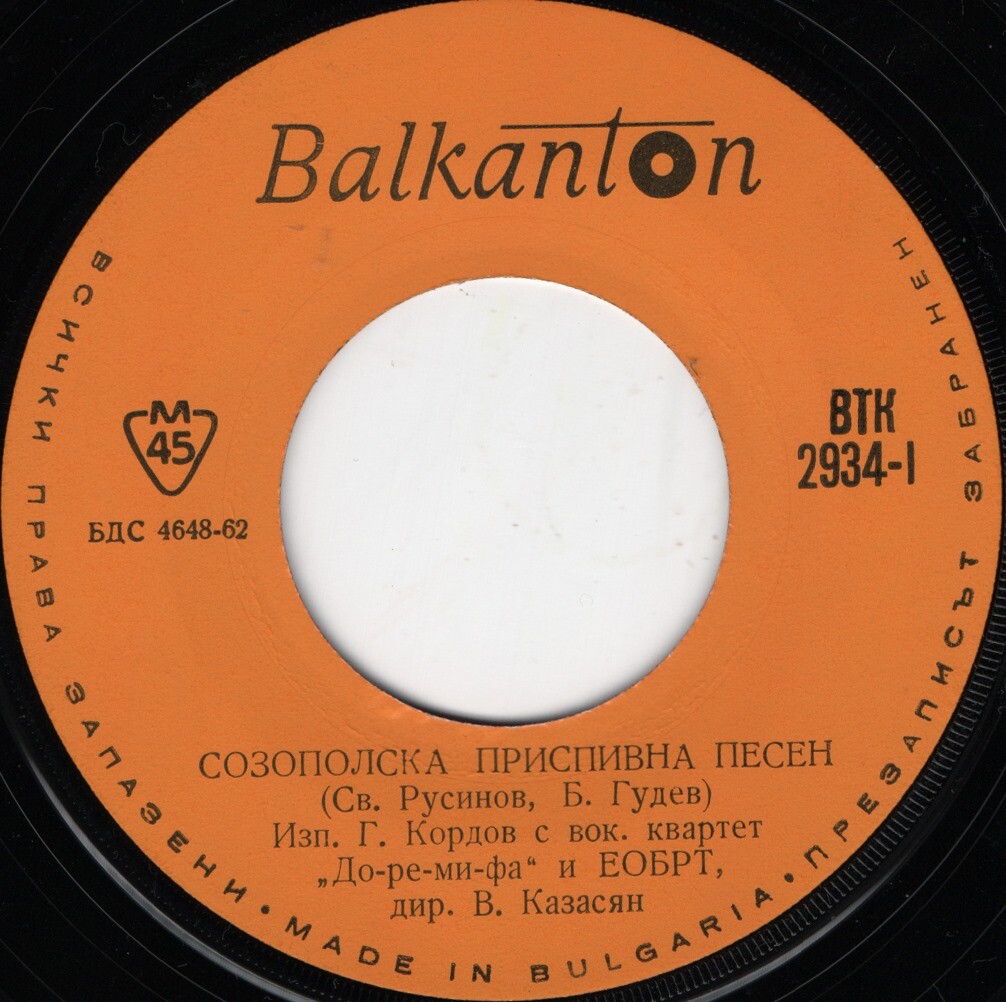 Balkanton
ВСИЧКИ ПРАВА ЗАПАЗЕНИ • MADE IN BULGARIA • ПРЕЗАПИСЪТ ЗАБРАНЕН
M
45
БДС 4648-62
ВТК
2934-I
СОЗОПОЛСКА ПРИСПИВНА ПЕСЕН
(Св. Русинов, Б. Гудев)
Изп. Г. Кордов с вок. квартет
„До-ре-ми-фа“ и ЕОБРТ,
дир. В. Казасян